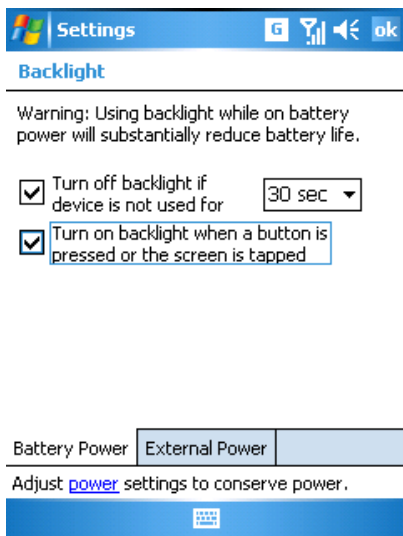 Settings G ok
Backlight
Warning: Using backlight while on battery
power will substantially reduce battery life.
Turn off backlight if
device is not used for 30 sec
Turn on backlight when a button is
pressed or the screen is tapped
Battery Power External Power
Adjust power settings to conserve power.